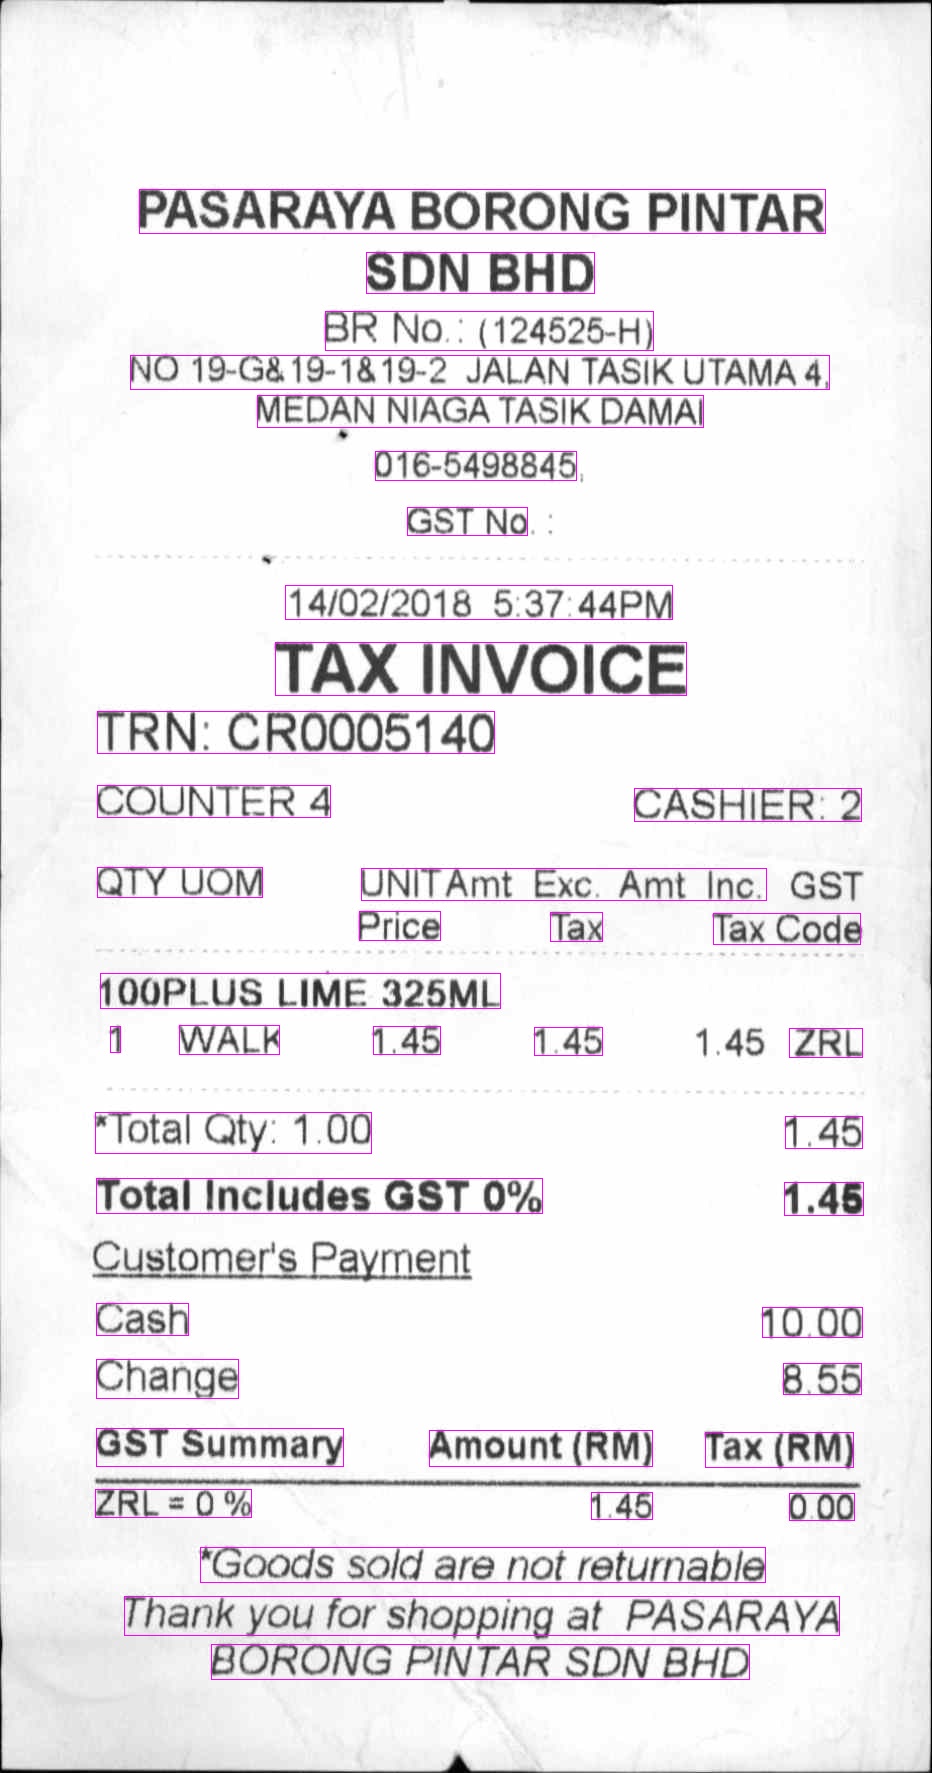 PASARAYA BORONG PINTAR
SDN BHD
BR No.: (124525-H)
NO 19-G&19-1&19-2 JALAN TASIK UTAMA 4,
MEDAN NIAGA TASIK DAMAI
016-5498845,
GST No. :
14/02/2018 5:37:44PM
TAX INVOICE
TRN: CR0005140
COUNTER 4 CASHIER: 2
QTY UOM UNIT Amt Exc. Amt Inc. GST
Price Tax Tax Code
100PLUS LIME 325ML
1 WALK 1.45 1.45 1.45 ZRL
*Total Qty: 1.00 1.45
Total Includes GST 0% 1.45
Customer's Payment
Cash 10.00
Change 8.55
GST Summary Amount (RM) Tax (RM)
ZRL = 0 % 1.45 0.00
*Goods sold are not returnable
Thank you for shopping at PASARAYA
BORONG PINTAR SDN BHD